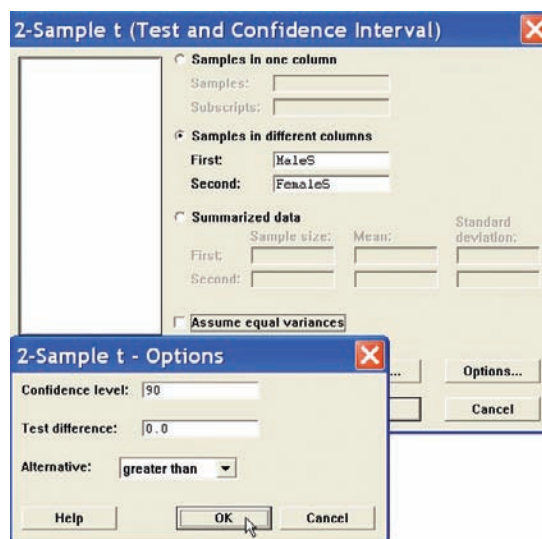 2-Sample t (Test and Confidence Interval)
Samples in one column
Samples:
Subscripts:
Samples in different columns
First: MaleS
Second: FemaleS
Summarized data
Sample size: Mean: Standard deviation:
First:
Second:
Assume equal variances
... Options...
Cancel
2-Sample t - Options
Confidence level: 90
Test difference: 0.0
Alternative: greater than
Help OK Cancel